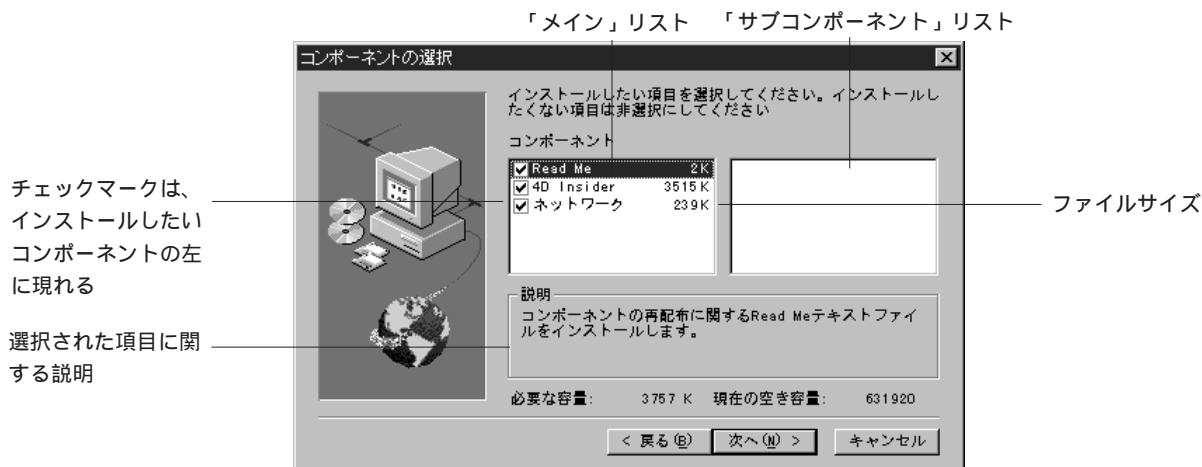 「メイン」リスト 「サブコンポーネント」リスト
コンポーネントの選択
インストールしたい項目を選択してください。インストールし
たくない項目は非選択にしてください
コンポーネント
Read Me 2K
4D Insider 3515K
ネットワーク 239K
チェックマークは、
インストールしたい
コンポーネントの左
に現れる
ファイルサイズ
説明
コンポーネントの再配布に関するRead Meテキストファイ
ルをインストールします。
選択された項目に関
する説明
必要な容量: 3757 K 現在の空き容量: 631920
< 戻る(B) 次へ(N) > キャンセル